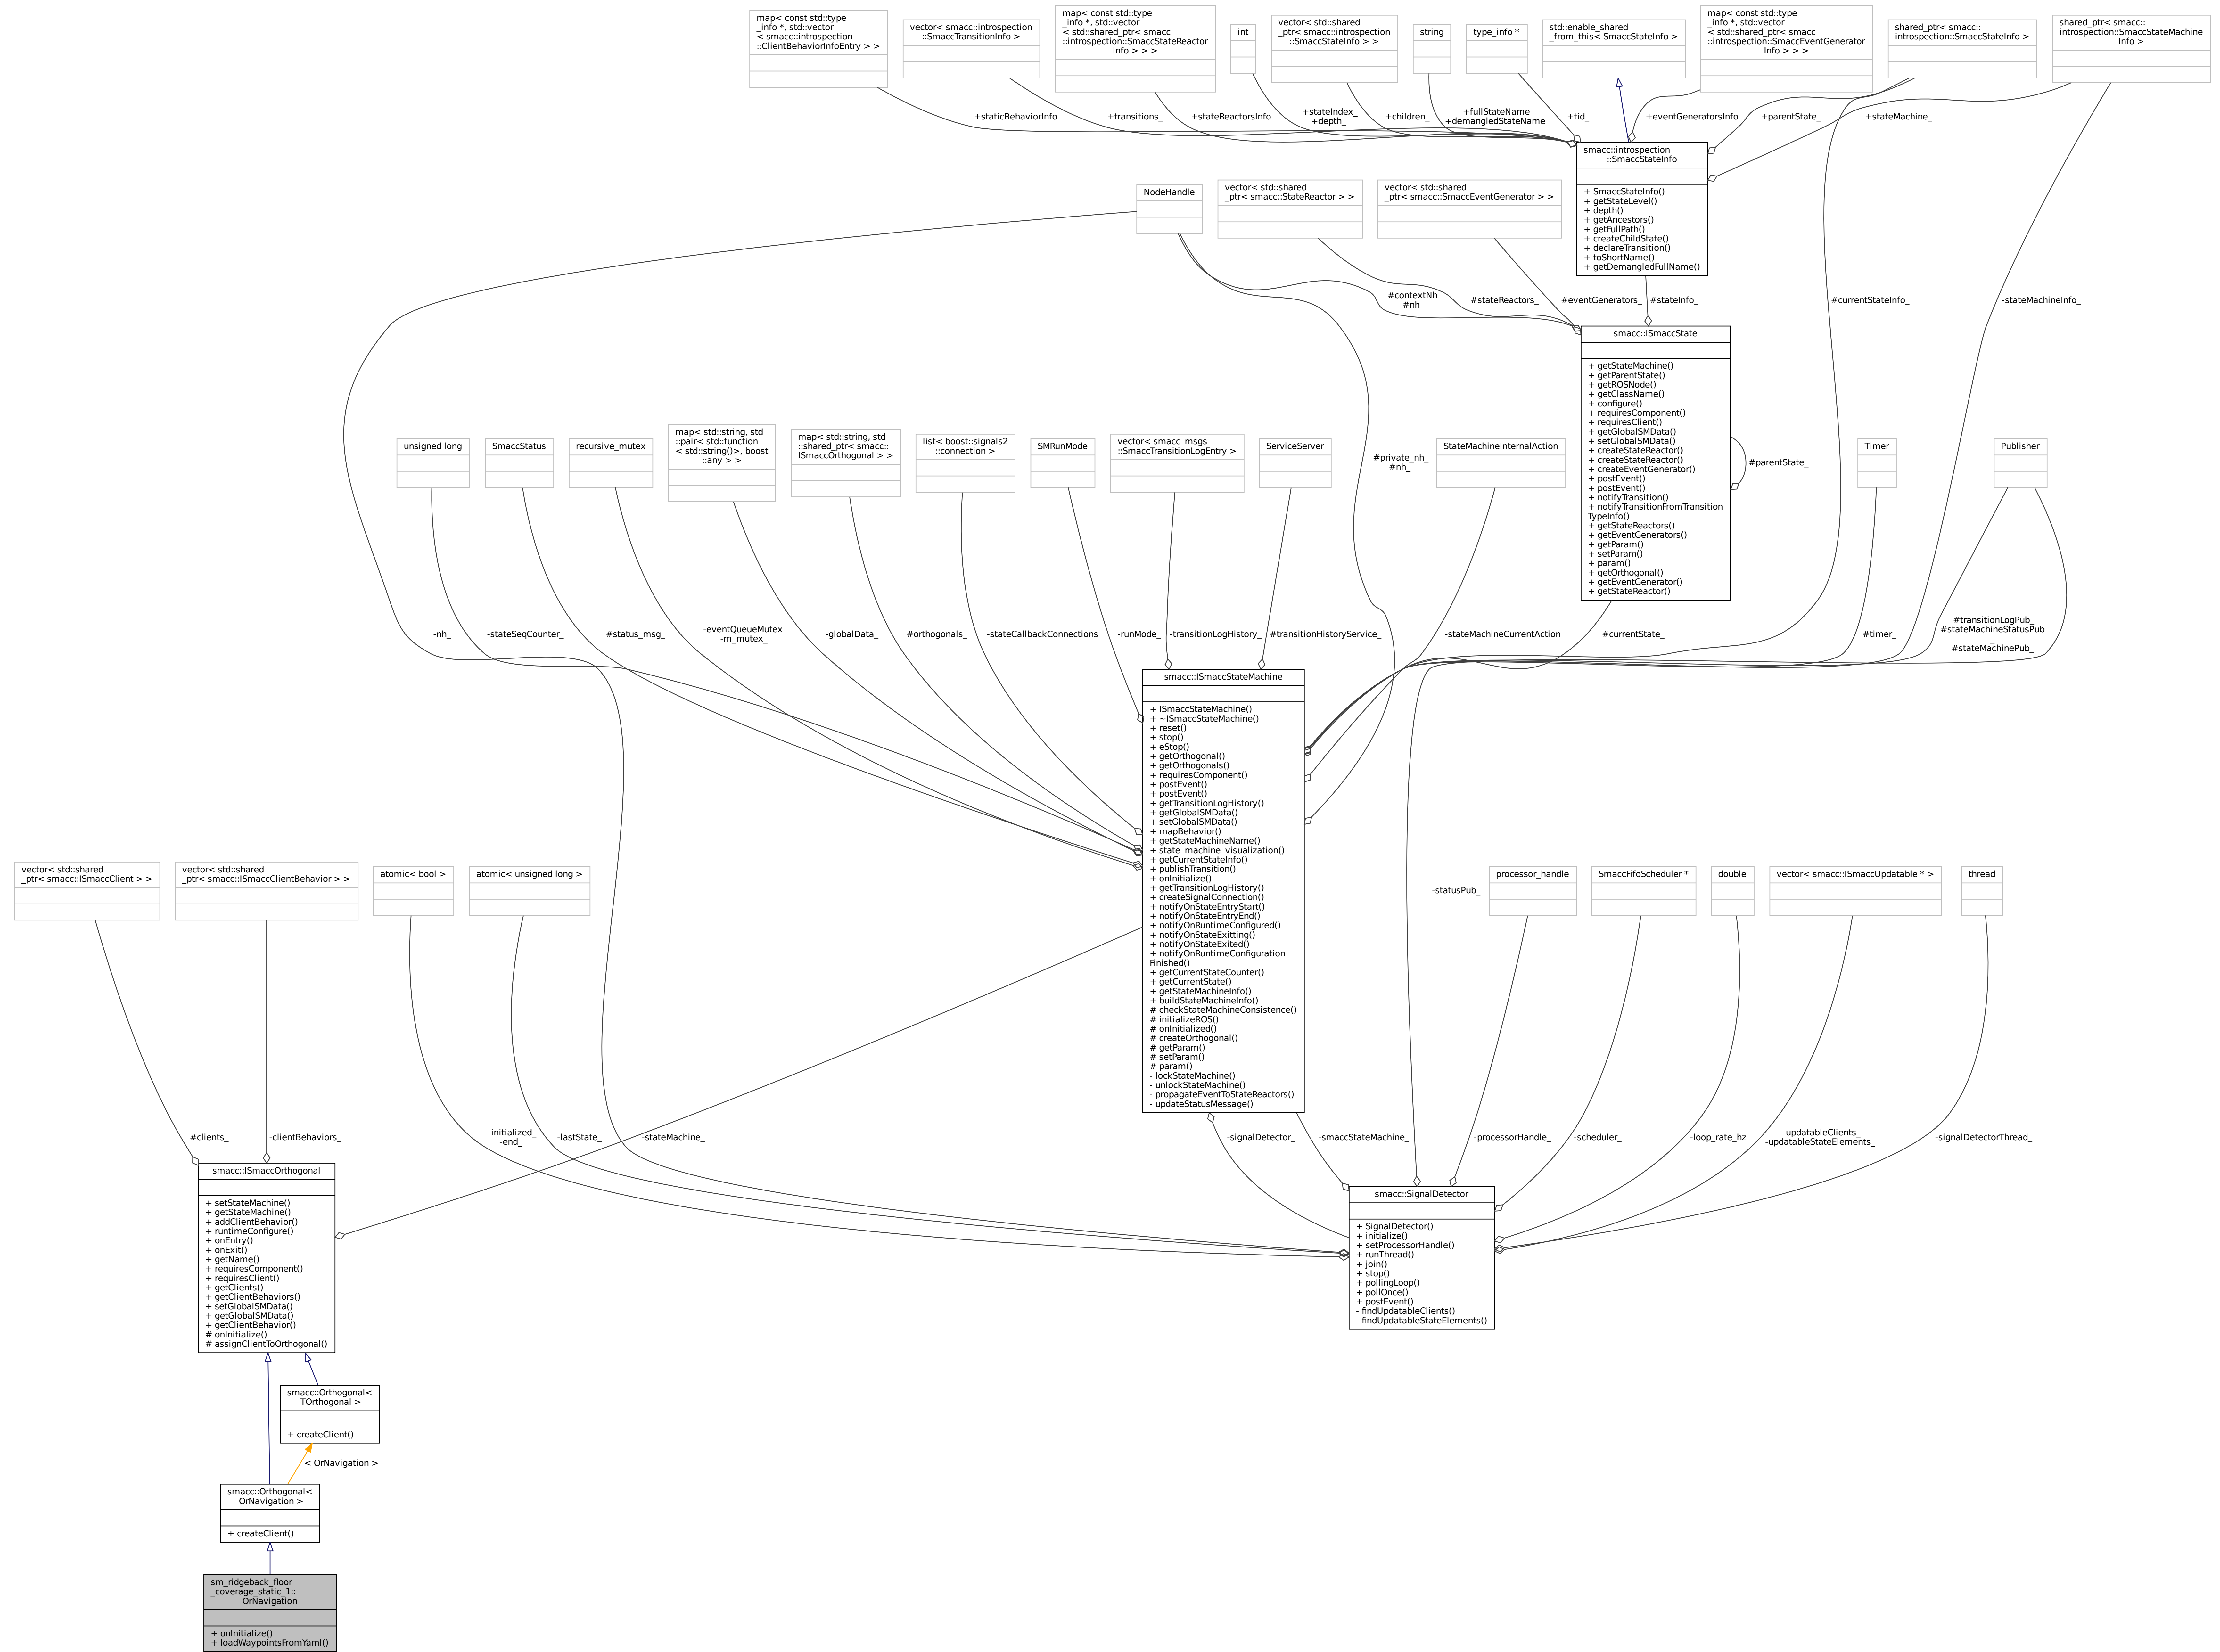 map< const std::type
_info *, std::vector
< smacc::introspection
::ClientBehaviorInfoEntry > >
vector< smacc::introspection
::SmaccTransitionInfo >
map< const std::type
_info *, std::vector
< std::shared_ptr< smacc
::introspection::SmaccStateReactor
Info > > >
int
vector< std::shared
_ptr< smacc::introspection
::SmaccStateInfo > >
string
type_info *
std::enable_shared
_from_this< SmaccStateInfo >
map< const std::type
_info *, std::vector
< std::shared_ptr< smacc
::introspection::SmaccEventGenerator
Info > > >
shared_ptr< smacc::
introspection::SmaccStateInfo >
shared_ptr< smacc::
introspection::SmaccStateMachine
Info >
+staticBehaviorInfo
+transitions_
+stateReactorsInfo
+stateIndex_
+depth_
+children_
+fullStateName
+demangledStateName
+tid_
+eventGeneratorsInfo
+parentState_
+stateMachine_
smacc::introspection
::SmaccStateInfo
+ SmaccStateInfo()
+ getStateLevel()
+ depth()
+ getAncestors()
+ getFullPath()
+ createChildState()
+ declareTransition()
+ toShortName()
+ getDemangledFullName()
NodeHandle
vector< std::shared
_ptr< smacc::StateReactor > >
vector< std::shared
_ptr< smacc::SmaccEventGenerator > >
#contextNh
#nh
#stateReactors_
#eventGenerators_
#stateInfo_
#currentStateInfo_
-stateMachineInfo_
smacc::ISmaccState
+ getStateMachine()
+ getParentState()
+ getROSNode()
+ getClassName()
+ configure()
+ requiresComponent()
+ requiresClient()
+ getGlobalSMData()
+ setGlobalSMData()
+ createStateReactor()
+ createStateReactor()
+ createEventGenerator()
+ postEvent()
+ postEvent()
+ notifyTransition()
+ notifyTransitionFromTransition
TypeInfo()
+ getStateReactors()
+ getEventGenerators()
+ getParam()
+ setParam()
+ param()
+ getOrthogonal()
+ getEventGenerator()
+ getStateReactor()
#parentState_
unsigned long
SmaccStatus
recursive_mutex
map< std::string, std
::pair< std::function
< std::string()>, boost
::any > >
map< std::string, std
::shared_ptr< smacc::
ISmaccOrthogonal > >
list< boost::signals2
::connection >
SMRunMode
vector< smacc_msgs
::SmaccTransitionLogEntry >
ServiceServer
#private_nh_
#nh_
StateMachineInternalAction
Timer
Publisher
-nh_
-stateSeqCounter_
#status_msg_
-eventQueueMutex_
-m_mutex_
-globalData_
#orthogonals_
-stateCallbackConnections
-runMode_
-transitionLogHistory_
#transitionHistoryService_
-stateMachineCurrentAction
#currentState_
#timer_
#transitionLogPub_
#stateMachineStatusPub
_
#stateMachinePub_
smacc::ISmaccStateMachine
+ ISmaccStateMachine()
+ ~ISmaccStateMachine()
+ reset()
+ stop()
+ eStop()
+ getOrthogonal()
+ getOrthogonals()
+ requiresComponent()
+ postEvent()
+ postEvent()
+ getTransitionLogHistory()
+ getGlobalSMData()
+ setGlobalSMData()
+ mapBehavior()
+ getStateMachineName()
+ state_machine_visualization()
+ getCurrentStateInfo()
+ publishTransition()
+ onInitialize()
+ getTransitionLogHistory()
+ createSignalConnection()
+ notifyOnStateEntryStart()
+ notifyOnStateEntryEnd()
+ notifyOnRuntimeConfigured()
+ notifyOnStateExitting()
+ notifyOnStateExited()
+ notifyOnRuntimeConfiguration
Finished()
+ getCurrentStateCounter()
+ getCurrentState()
+ getStateMachineInfo()
+ buildStateMachineInfo()
# checkStateMachineConsistence()
# initializeROS()
# onInitialized()
# createOrthogonal()
# getParam()
# setParam()
# param()
- lockStateMachine()
- unlockStateMachine()
- propagateEventToStateReactors()
- updateStatusMessage()
vector< std::shared
_ptr< smacc::ISmaccClient > >
vector< std::shared
_ptr< smacc::ISmaccClientBehavior > >
atomic< bool >
atomic< unsigned long >
-statusPub_
processor_handle
SmaccFifoScheduler *
double
vector< smacc::ISmaccUpdatable * >
thread
#clients_
-clientBehaviors_
-initialized_
-end_
-lastState_
-stateMachine_
-signalDetector_
-smaccStateMachine_
-processorHandle_
-scheduler_
-loop_rate_hz
-updatableClients_
-updatableStateElements_
-signalDetectorThread_
smacc::ISmaccOrthogonal
+ setStateMachine()
+ getStateMachine()
+ addClientBehavior()
+ runtimeConfigure()
+ onEntry()
+ onExit()
+ getName()
+ requiresComponent()
+ requiresClient()
+ getClients()
+ getClientBehaviors()
+ setGlobalSMData()
+ getGlobalSMData()
+ getClientBehavior()
# onInitialize()
# assignClientToOrthogonal()
smacc::SignalDetector
+ SignalDetector()
+ initialize()
+ setProcessorHandle()
+ runThread()
+ join()
+ stop()
+ pollingLoop()
+ pollOnce()
+ postEvent()
- findUpdatableClients()
- findUpdatableStateElements()
smacc::Orthogonal<
TOrthogonal >
+ createClient()
< OrNavigation >
smacc::Orthogonal<
OrNavigation >
+ createClient()
sm_ridgeback_floor
_coverage_static_1::
OrNavigation
+ onInitialize()
+ loadWaypointsFromYaml()